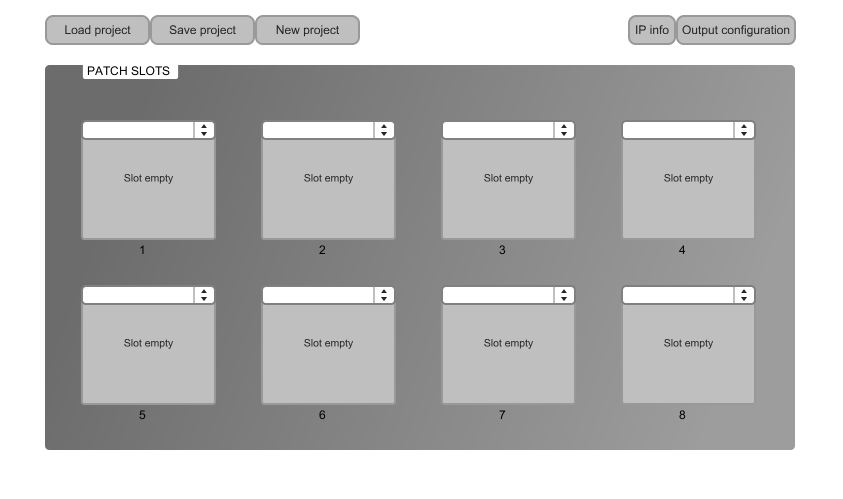 Load project Save project New project IP info Output configuration
PATCH SLOTS
Slot empty Slot empty Slot empty Slot empty
1 2 3 4
Slot empty Slot empty Slot empty Slot empty
5 6 7 8